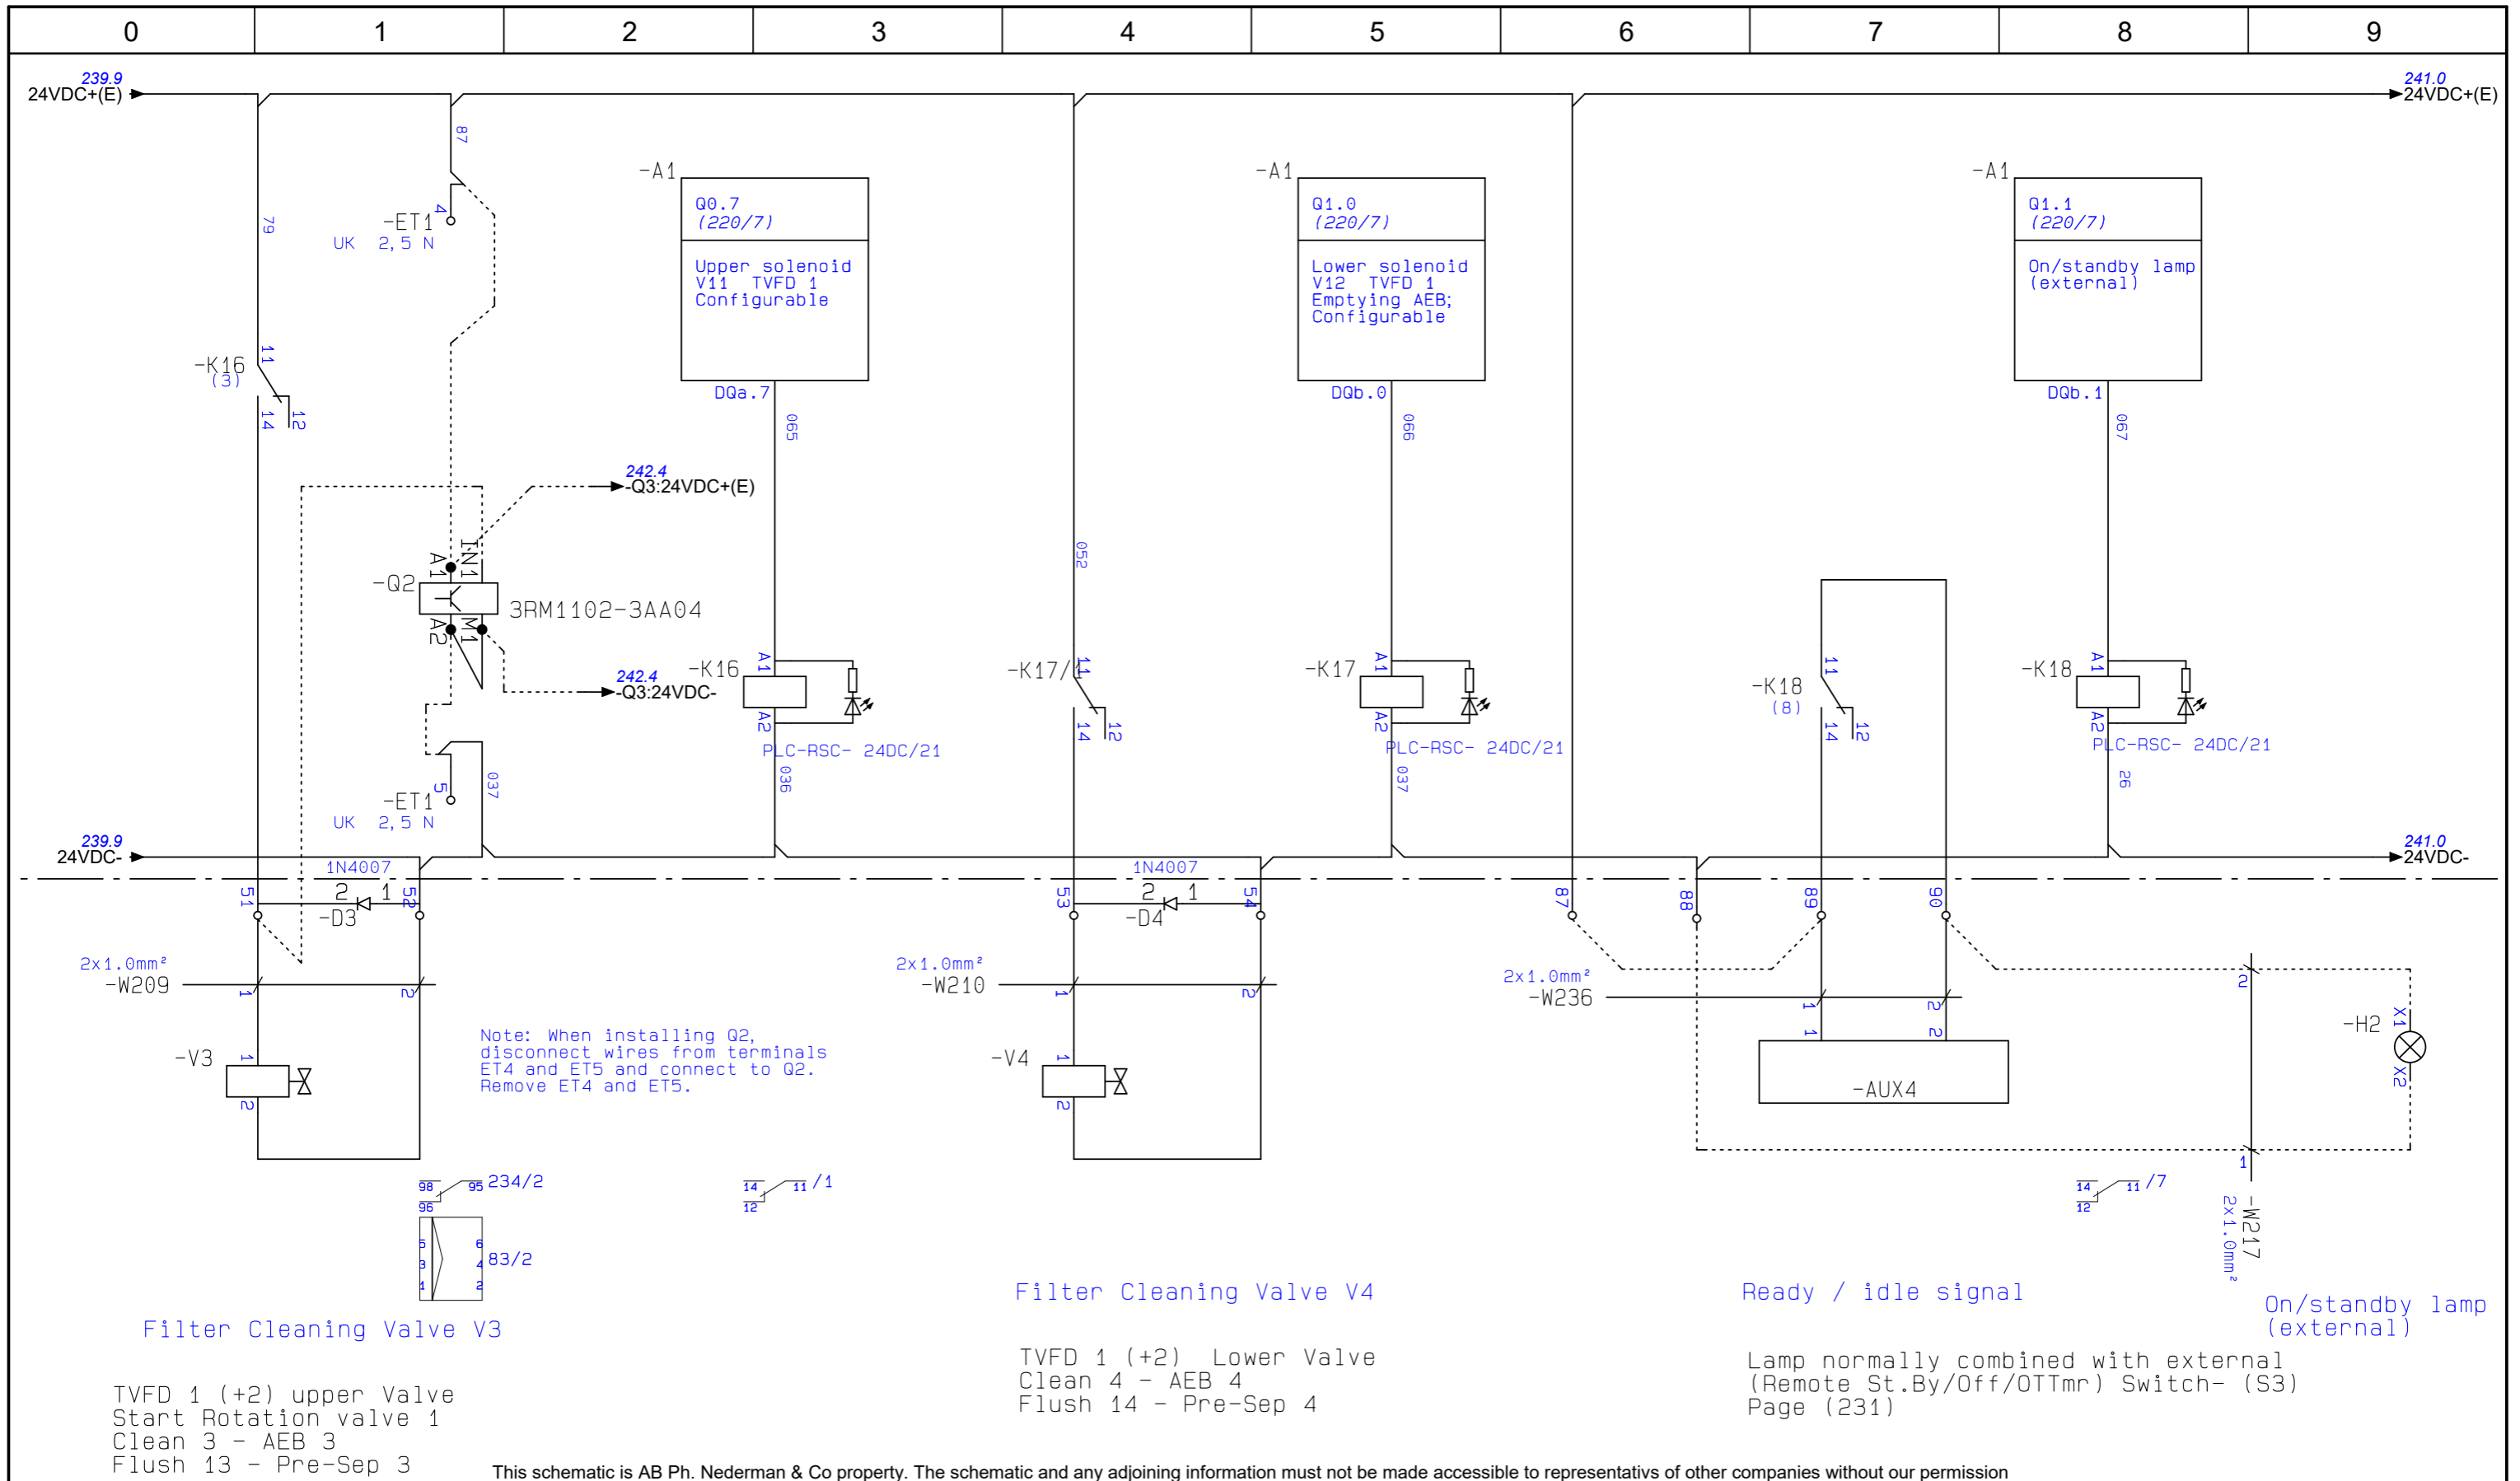 0 1 2 3 4 5 6 7 8 9
239.9
24VDC+(E)
241.0
24VDC+(E)
87
79
-ET1
4
UK 2,5 N
-A1
Q0.7
(220/7)
Upper solenoid
V11 TVFD 1
Configurable
DQa.7
065
-A1
Q1.0
(220/7)
Lower solenoid
V12 TVFD 1
Emptying AEB;
Configurable
DQb.0
066
-A1
Q1.1
(220/7)
On/standby lamp
(external)
DQb.1
067
-K16
(3)
11
14
12
242.4
-Q3:24VDC+(E)
A1
IN1
-Q2
3RM1102-3AA04
A2
M1
242.4
-Q3:24VDC-
-ET1
5
UK 2,5 N
037
-K16
A1
A2
PLC-RSC- 24DC/21
036
052
-K17/1
11
14
12
-K17
A1
A2
PLC-RSC- 24DC/21
037
-K18
(8)
11
14
12
-K18
A1
A2
PLC-RSC- 24DC/21
26
239.9
24VDC-
241.0
24VDC-
1N4007
51
2 1
52
-D3
1N4007
53
2 1
54
-D4
87
88
89
90
2x1.0mm²
-W209
1
2
2x1.0mm²
-W210
1
2
2x1.0mm²
-W236
1
2
1
2
-AUX4
2
-H2
X1
X2
1
-W217
2x1.0mm²
-V3
1
2
Note: When installing Q2,
disconnect wires from terminals
ET4 and ET5 and connect to Q2.
Remove ET4 and ET5.
-V4
1
2
98 95 234/2
96
5 6
3 4 83/2
1 2
14 11 /1
12
14 11 /7
12
Filter Cleaning Valve V3
TVFD 1 (+2) upper Valve
Start Rotation valve 1
Clean 3 - AEB 3
Flush 13 - Pre-Sep 3
Filter Cleaning Valve V4
TVFD 1 (+2) Lower Valve
Clean 4 - AEB 4
Flush 14 - Pre-Sep 4
Ready / idle signal
Lamp normally combined with external
(Remote St.By/Off/OTTmr) Switch- (S3)
Page (231)
On/standby lamp
(external)
This schematic is AB Ph. Nederman & Co property. The schematic and any adjoining information must not be made accessible to representativs of other companies without our permission